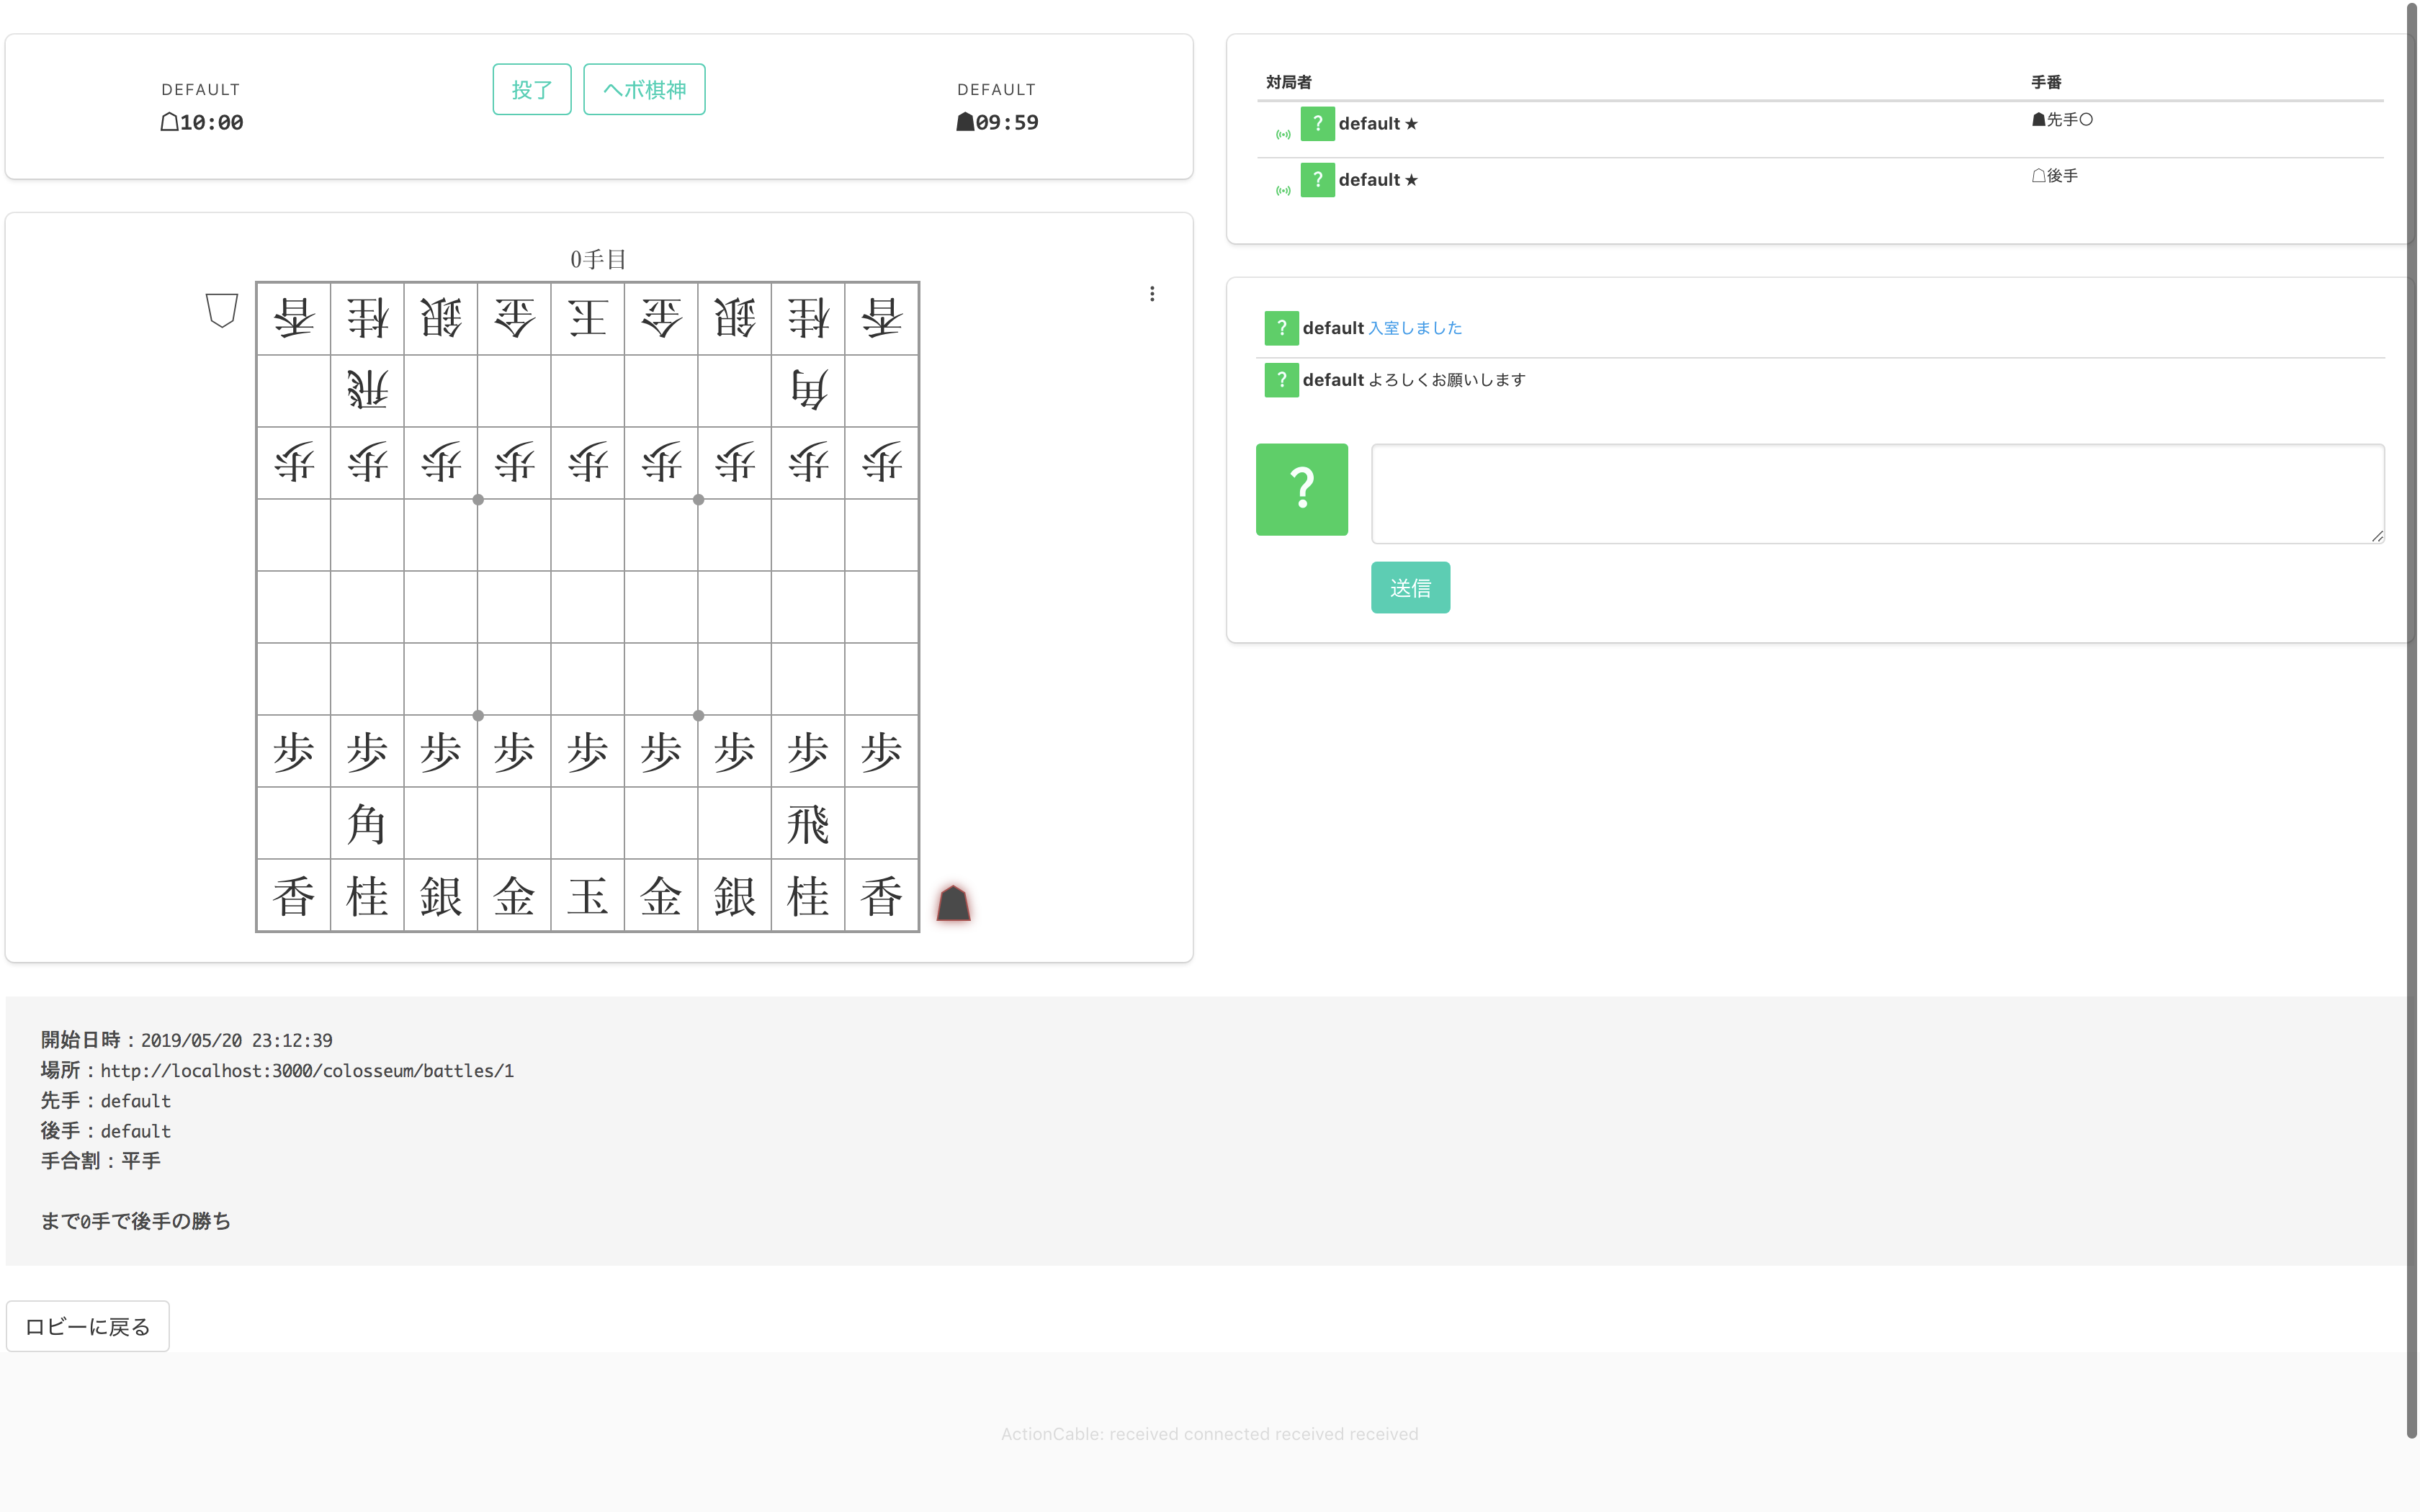 DEFAULT
☖10:00
投了
ヘボ棋神
DEFAULT
☗09:59
0手目
香桂銀金王金銀桂香
飛角
歩歩歩歩歩歩歩歩歩
歩歩歩歩歩歩歩歩歩
角飛
香桂銀金玉金銀桂香
対局者 手番
? default ★ ☗先手○
? default ★ ☖後手
? default 入室しました
? default よろしくお願いします
?
送信
開始日時:2019/05/20 23:12:39
場所:http://localhost:3000/colosseum/battles/1
先手:default
後手:default
手合割:平手
まで0手で後手の勝ち
ロビーに戻る
ActionCable: received connected received received